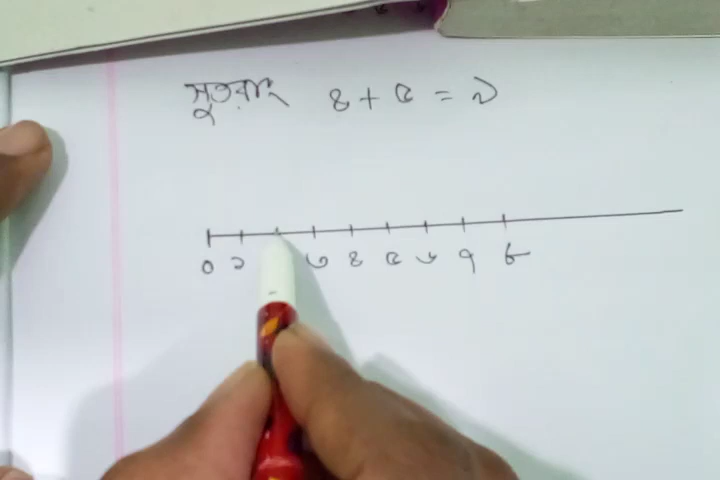 সুতরাং ৪ + ৫ = ৯
০ ১ ৩ ৪ ৫ ৬ ৭ ৮